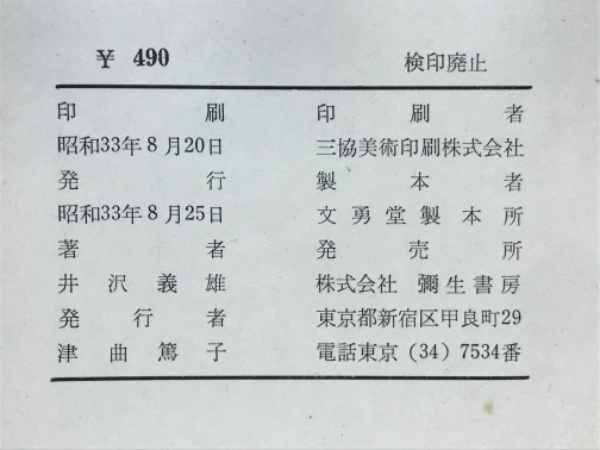 ¥ 490
検印廃止
印刷
昭和33年8月20日
発行
昭和33年8月25日
著者
井沢義雄
発行者
津曲篤子
印刷者
三協美術印刷株式会社
製本者
文勇堂製本所
発売所
株式会社 彌生書房
東京都新宿区甲良町29
電話東京 (34) 7534番